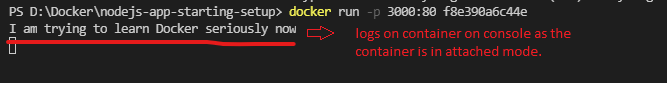 PS D:\Docker\nodejs-app-starting-setup> docker run -p 3000:80 f8e390a6c44e
I am trying to learn Docker seriously now
logs on container on console as the
container is in attached mode.